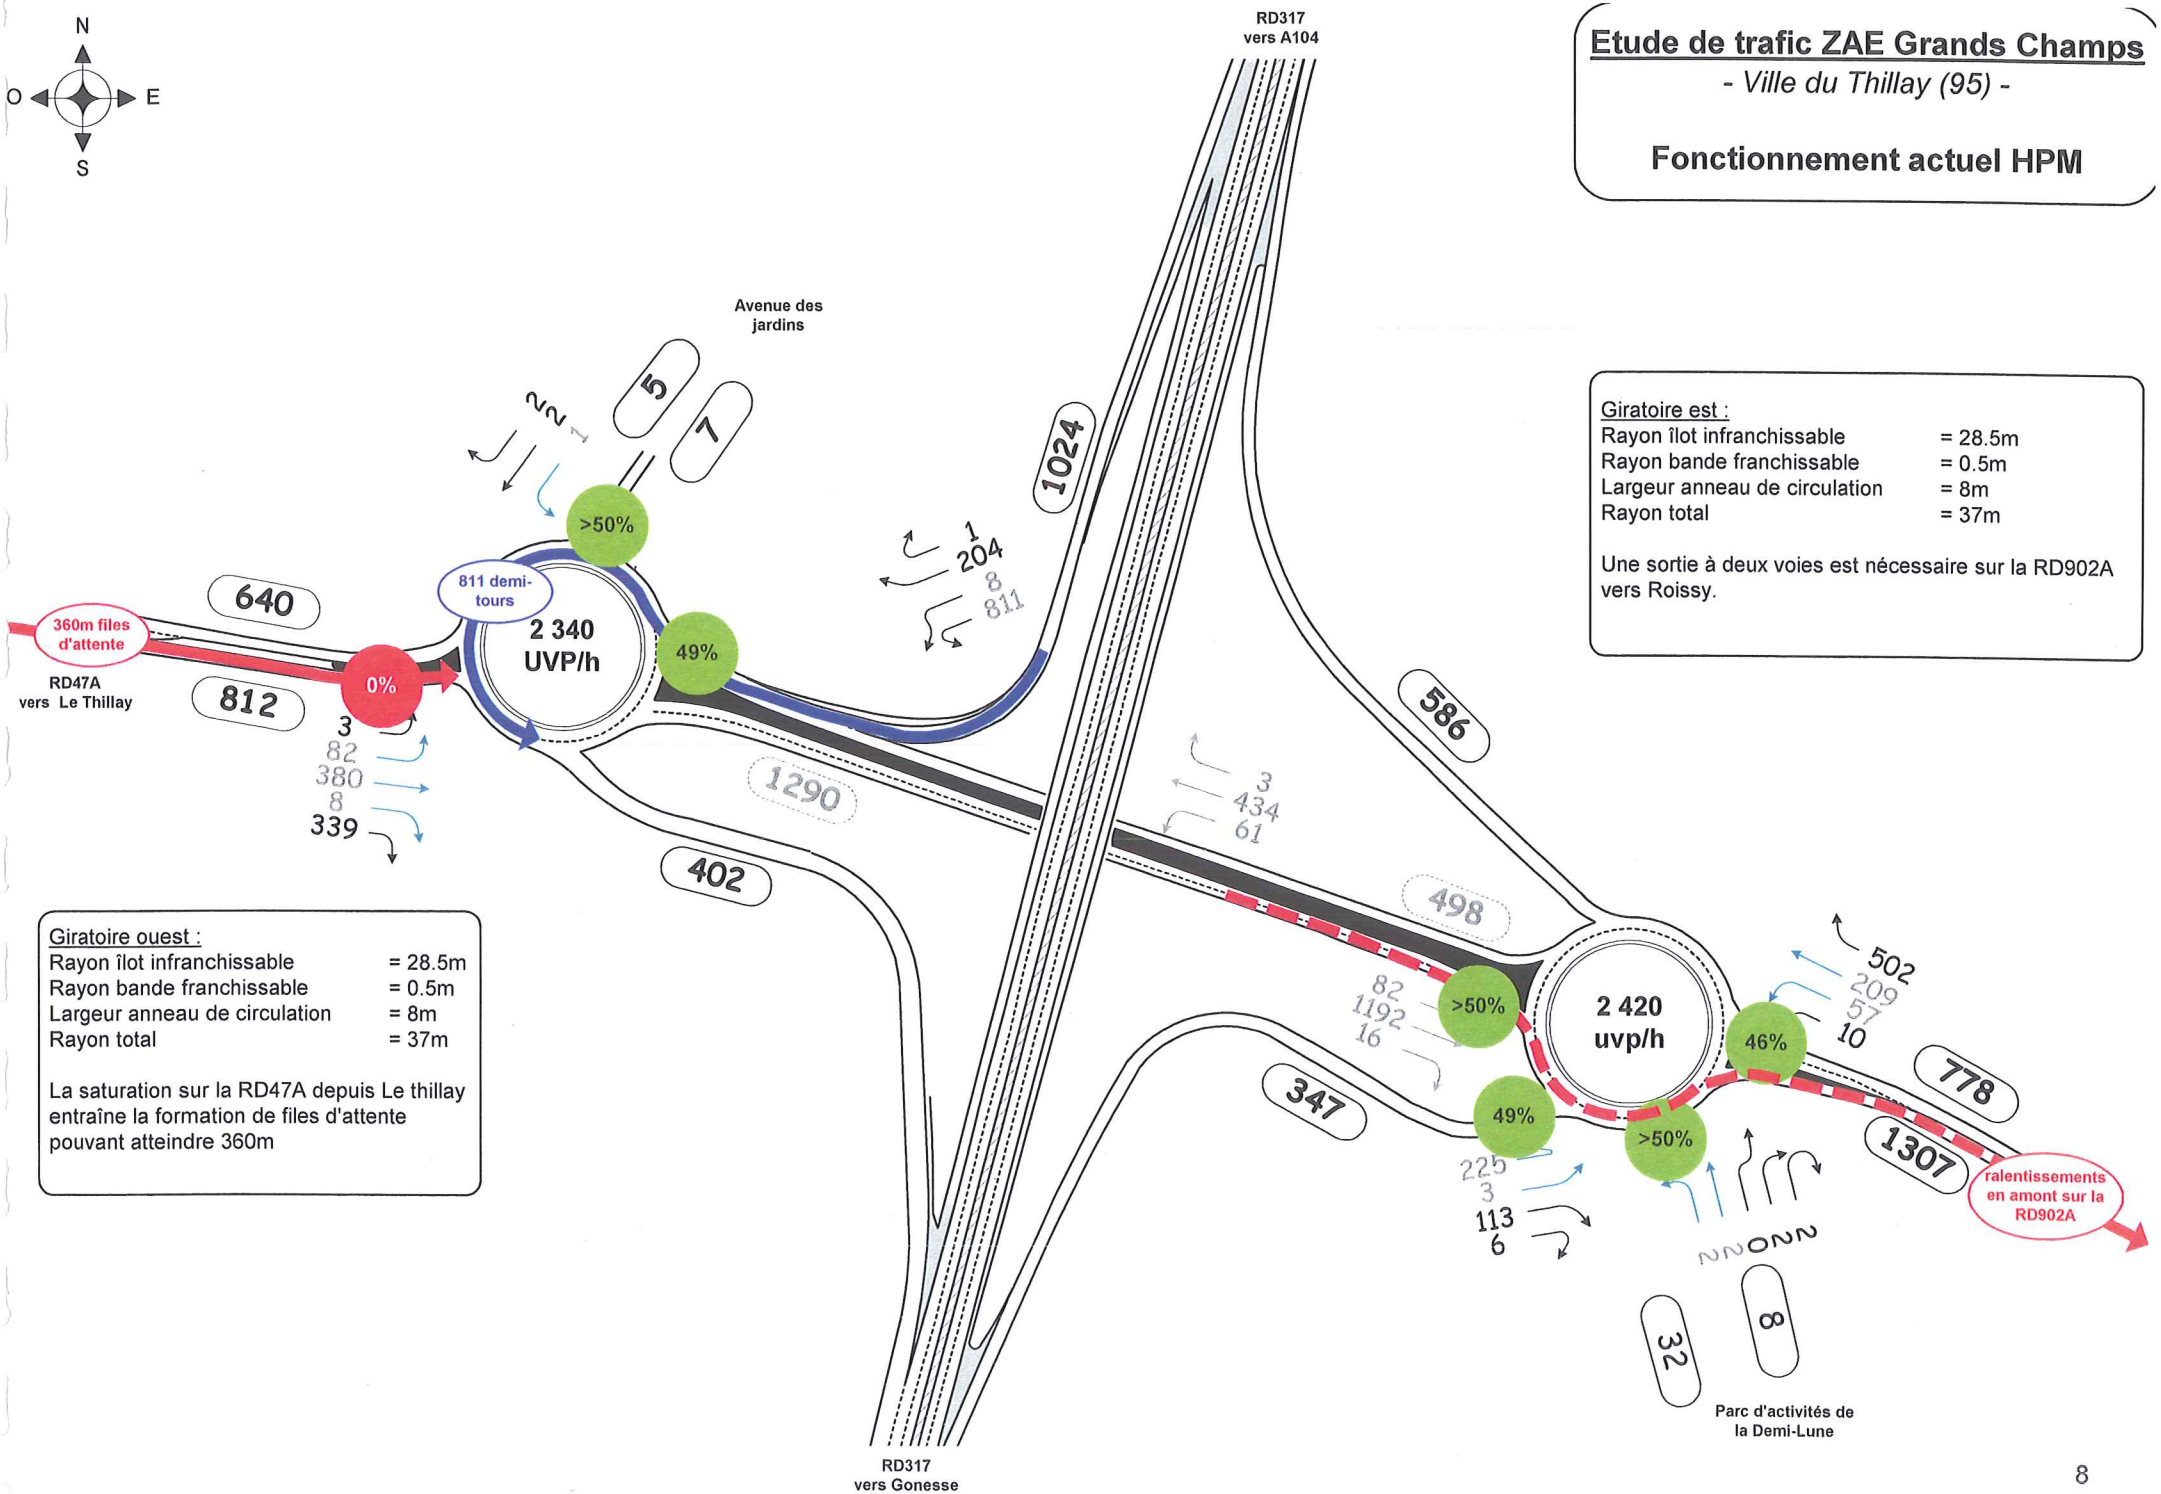 N
O
E
S
RD317
vers A104
Etude de trafic ZAE Grands Champs
- Ville du Thillay (95) -
Fonctionnement actuel HPM
Avenue des
jardins
5
7
2
2
1
>50%
1024
1
204
8
811
Giratoire est :
Rayon îlot infranchissable = 28.5m
Rayon bande franchissable = 0.5m
Largeur anneau de circulation = 8m
Rayon total = 37m
Une sortie à deux voies est nécessaire sur la RD902A
vers Roissy.
640
811 demi-
tours
2 340
UVP/h
49%
360m files
d'attente
RD47A
vers Le Thillay
812
0%
3
82
380
8
339
1290
402
586
3
434
61
498
Giratoire ouest :
Rayon îlot infranchissable = 28.5m
Rayon bande franchissable = 0.5m
Largeur anneau de circulation = 8m
Rayon total = 37m
La saturation sur la RD47A depuis Le thillay
entraîne la formation de files d'attente
pouvant atteindre 360m
82
1192
16
>50%
2 420
uvp/h
46%
502
209
57
10
778
1307
347
49%
>50%
225
3
113
6
2
2
0
2
2
ralentissements
en amont sur la
RD902A
32
8
Parc d'activités de
la Demi-Lune
RD317
vers Gonesse
8